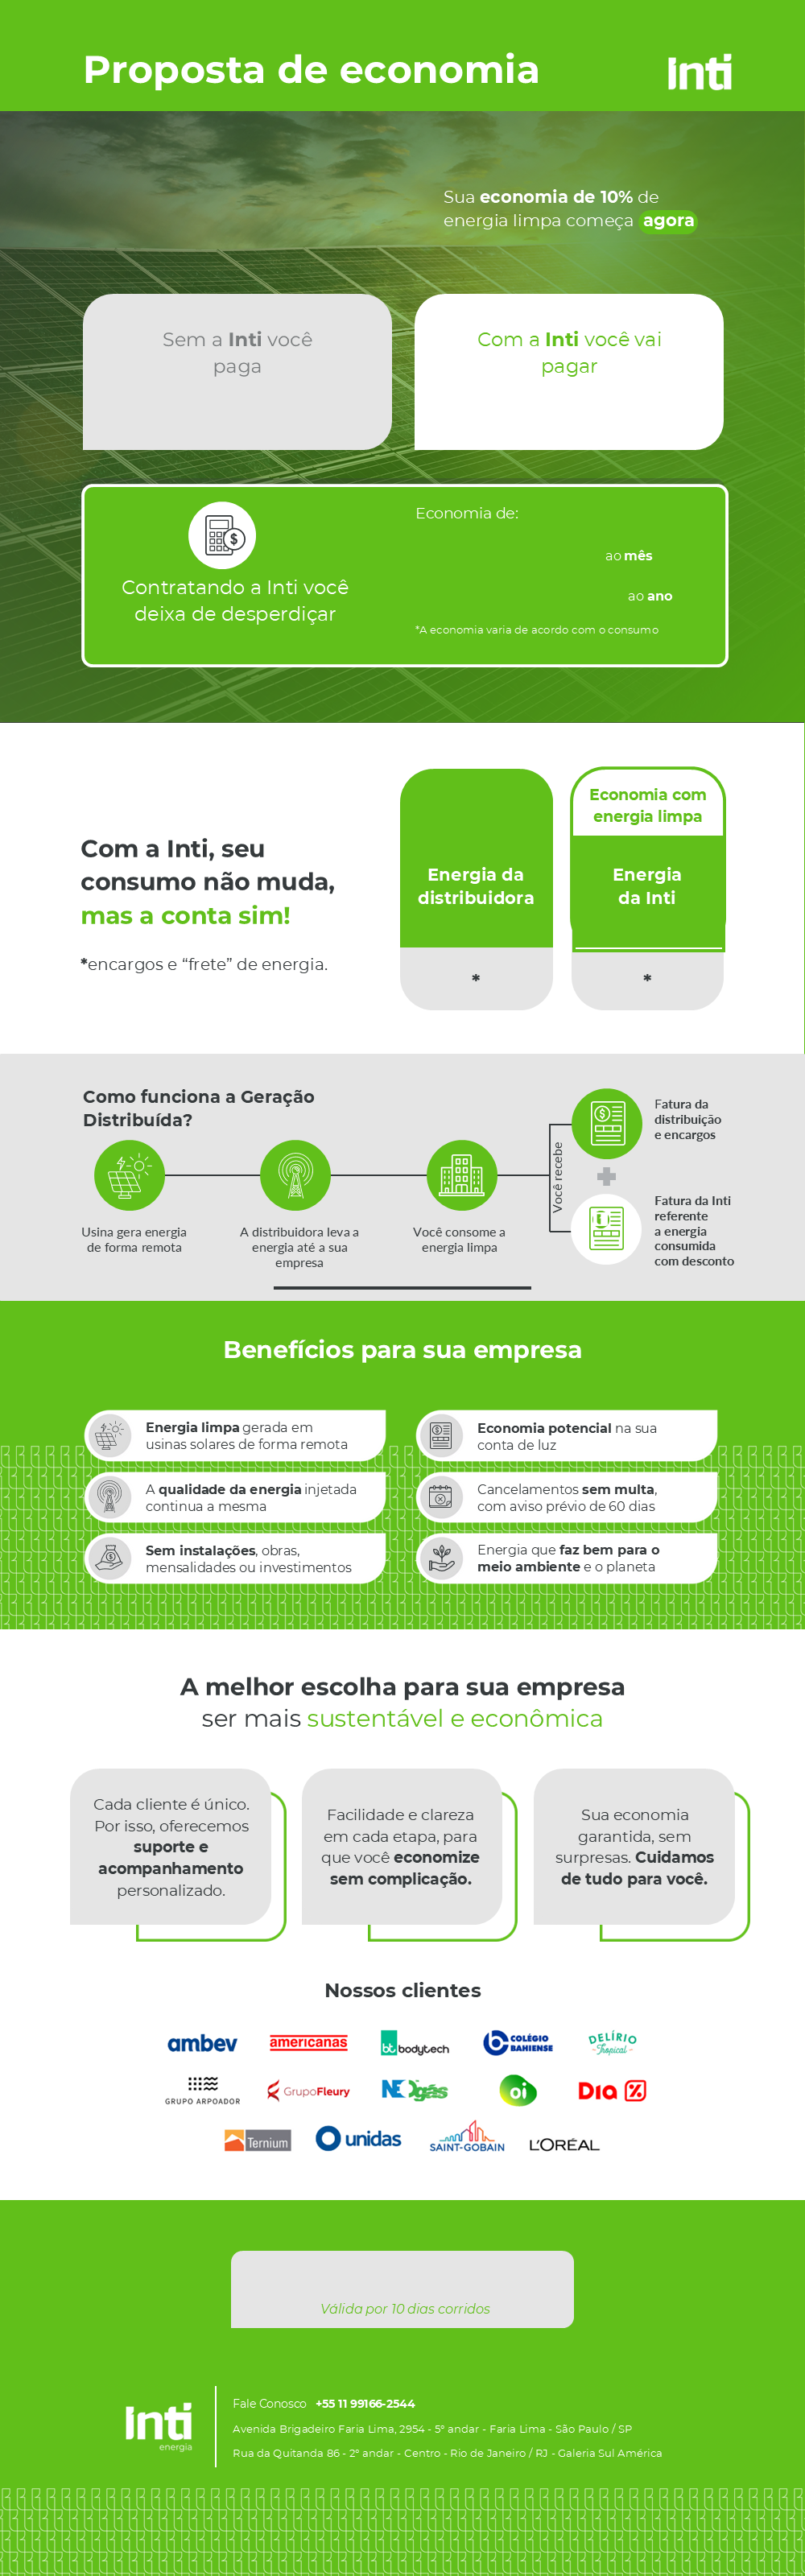 Proposta de economia
Inti
Sua economia de 10% de
energia limpa começa agora
Sem a Inti você
paga
Com a Inti você vai
pagar
Contratando a Inti você
deixa de desperdiçar
Economia de:
ao mês
ao ano
*A economia varia de acordo com o consumo
Com a Inti, seu
consumo não muda,
mas a conta sim!
*encargos e “frete” de energia.
Energia da
distribuidora
*
Economia com
energia limpa
Energia
da Inti
*
Como funciona a Geração
Distribuída?
Usina gera energia
de forma remota
A distribuidora leva a
energia até a sua
empresa
Você consome a
energia limpa
Você recebe
Fatura da
distribuição
e encargos
Fatura da Inti
referente
a energia
consumida
com desconto
Benefícios para sua empresa
Energia limpa gerada em
usinas solares de forma remota
A qualidade da energia injetada
continua a mesma
Sem instalações, obras,
mensalidades ou investimentos
Economia potencial na sua
conta de luz
Cancelamentos sem multa,
com aviso prévio de 60 dias
Energia que faz bem para o
meio ambiente e o planeta
A melhor escolha para sua empresa
ser mais sustentável e econômica
Cada cliente é único.
Por isso, oferecemos
suporte e
acompanhamento
personalizado.
Facilidade e clareza
em cada etapa, para
que você economize
sem complicação.
Sua economia
garantida, sem
surpresas. Cuidamos
de tudo para você.
Nossos clientes
ambev
americanas
bt bodytech
COLÉGIO
BAHIENSE
DELÍRIO
Tropical
GRUPO ARPOADOR
GrupoFleury
NEOgás
oi
Dia %
Ternium
unidas
SAINT-GOBAIN
L'ORÉAL
Válida por 10 dias corridos
Inti
energia
Fale Conosco +55 11 99166-2544
Avenida Brigadeiro Faria Lima, 2954 - 5º andar - Faria Lima - São Paulo / SP
Rua da Quitanda 86 - 2º andar - Centro - Rio de Janeiro / RJ - Galeria Sul América